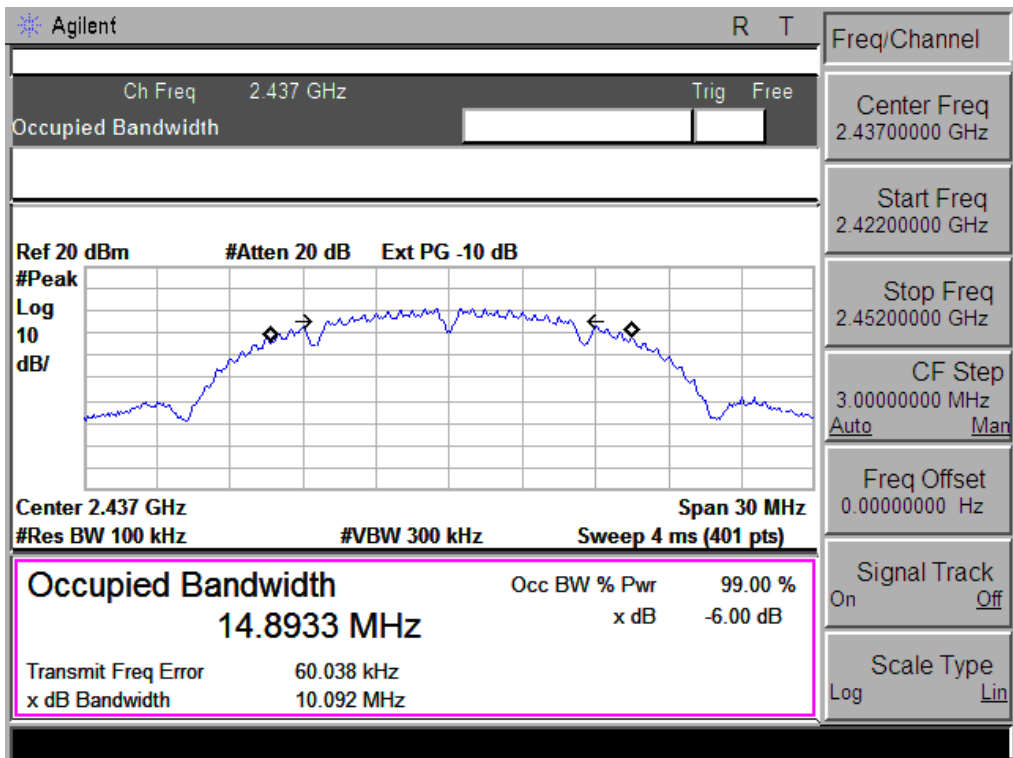 Agilent R T
Ch Freq 2.437 GHz Trig Free
Occupied Bandwidth
Ref 20 dBm #Atten 20 dB Ext PG -10 dB
#Peak
Log
10
dB/
Center 2.437 GHz Span 30 MHz
#Res BW 100 kHz #VBW 300 kHz Sweep 4 ms (401 pts)
Occupied Bandwidth Occ BW % Pwr 99.00 %
14.8933 MHz x dB -6.00 dB
Transmit Freq Error 60.038 kHz
x dB Bandwidth 10.092 MHz
Freq/Channel
Center Freq
2.43700000 GHz
Start Freq
2.42200000 GHz
Stop Freq
2.45200000 GHz
CF Step
3.00000000 MHz
Auto Man
Freq Offset
0.00000000 Hz
Signal Track
On Off
Scale Type
Log Lin